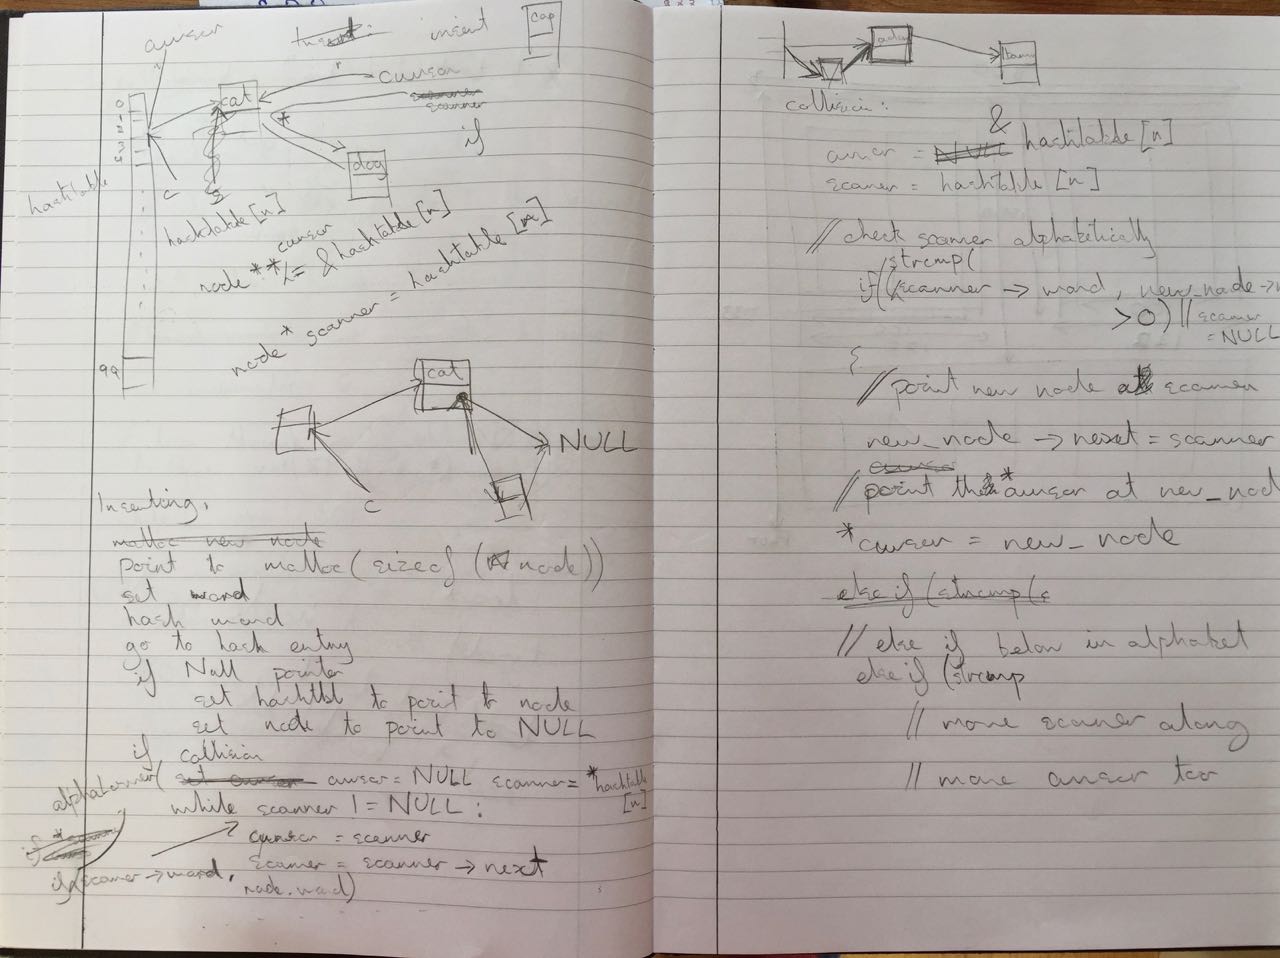 cursor
insert
cap
0
1
2
3
4
99
hashtable
cat
cursor
scanner
if
dog
*
C
S
hashtable[n]
cursor
node ** = & hashtable[n]
node * scanner = hashtable[n]
cat
NULL
C
Inserting,
malloc new node
point to malloc(sizeof(node))
set word
hash word
go to hash entry
if Null pointer
set hashtbl to point to node
set node to point to NULL
if collision
cursor = NULL scanner = *hashtable[n]
while scanner != NULL:
cursor = scanner
scanner = scanner -> next
if(scanner -> word,
node.word)
collision:
&
cursor = NULL hashtable[n]
scanner = hashtable[n]
// check scanner alphabetically
strcmp(
if((scanner -> word, new_node ->
> 0) || scanner
= NULL
{
// point new node at scanner
new_node -> next = scanner
// point the *cursor at new_nod
*cursor = new_node
else if (strcmp(s
// else if below in alphabet
else if (strcmp
// move scanner along
// move cursor too